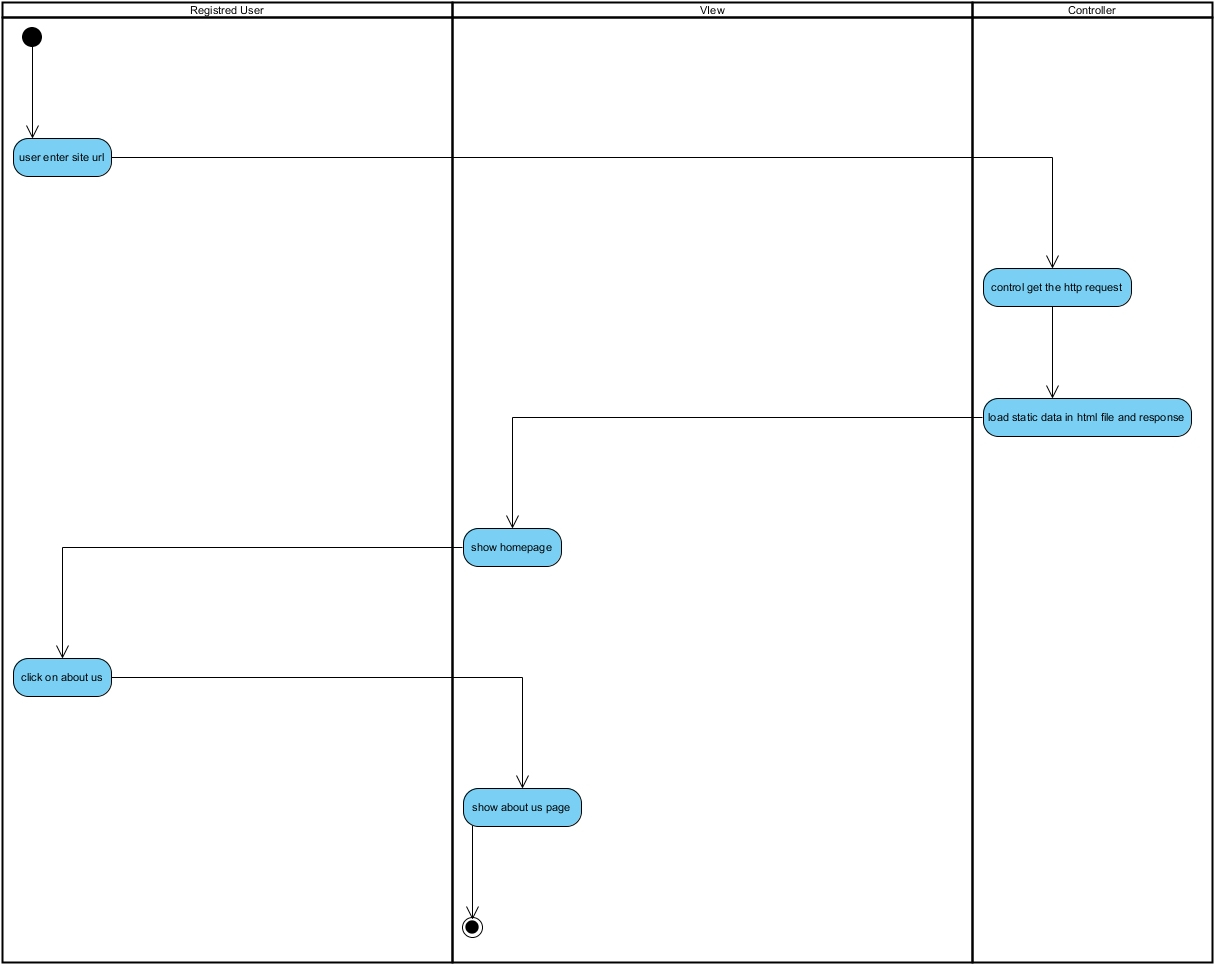 Registred User
VIew
Controller
user enter site url
control get the http request
load static data in html file and response
show homepage
click on about us
show about us page